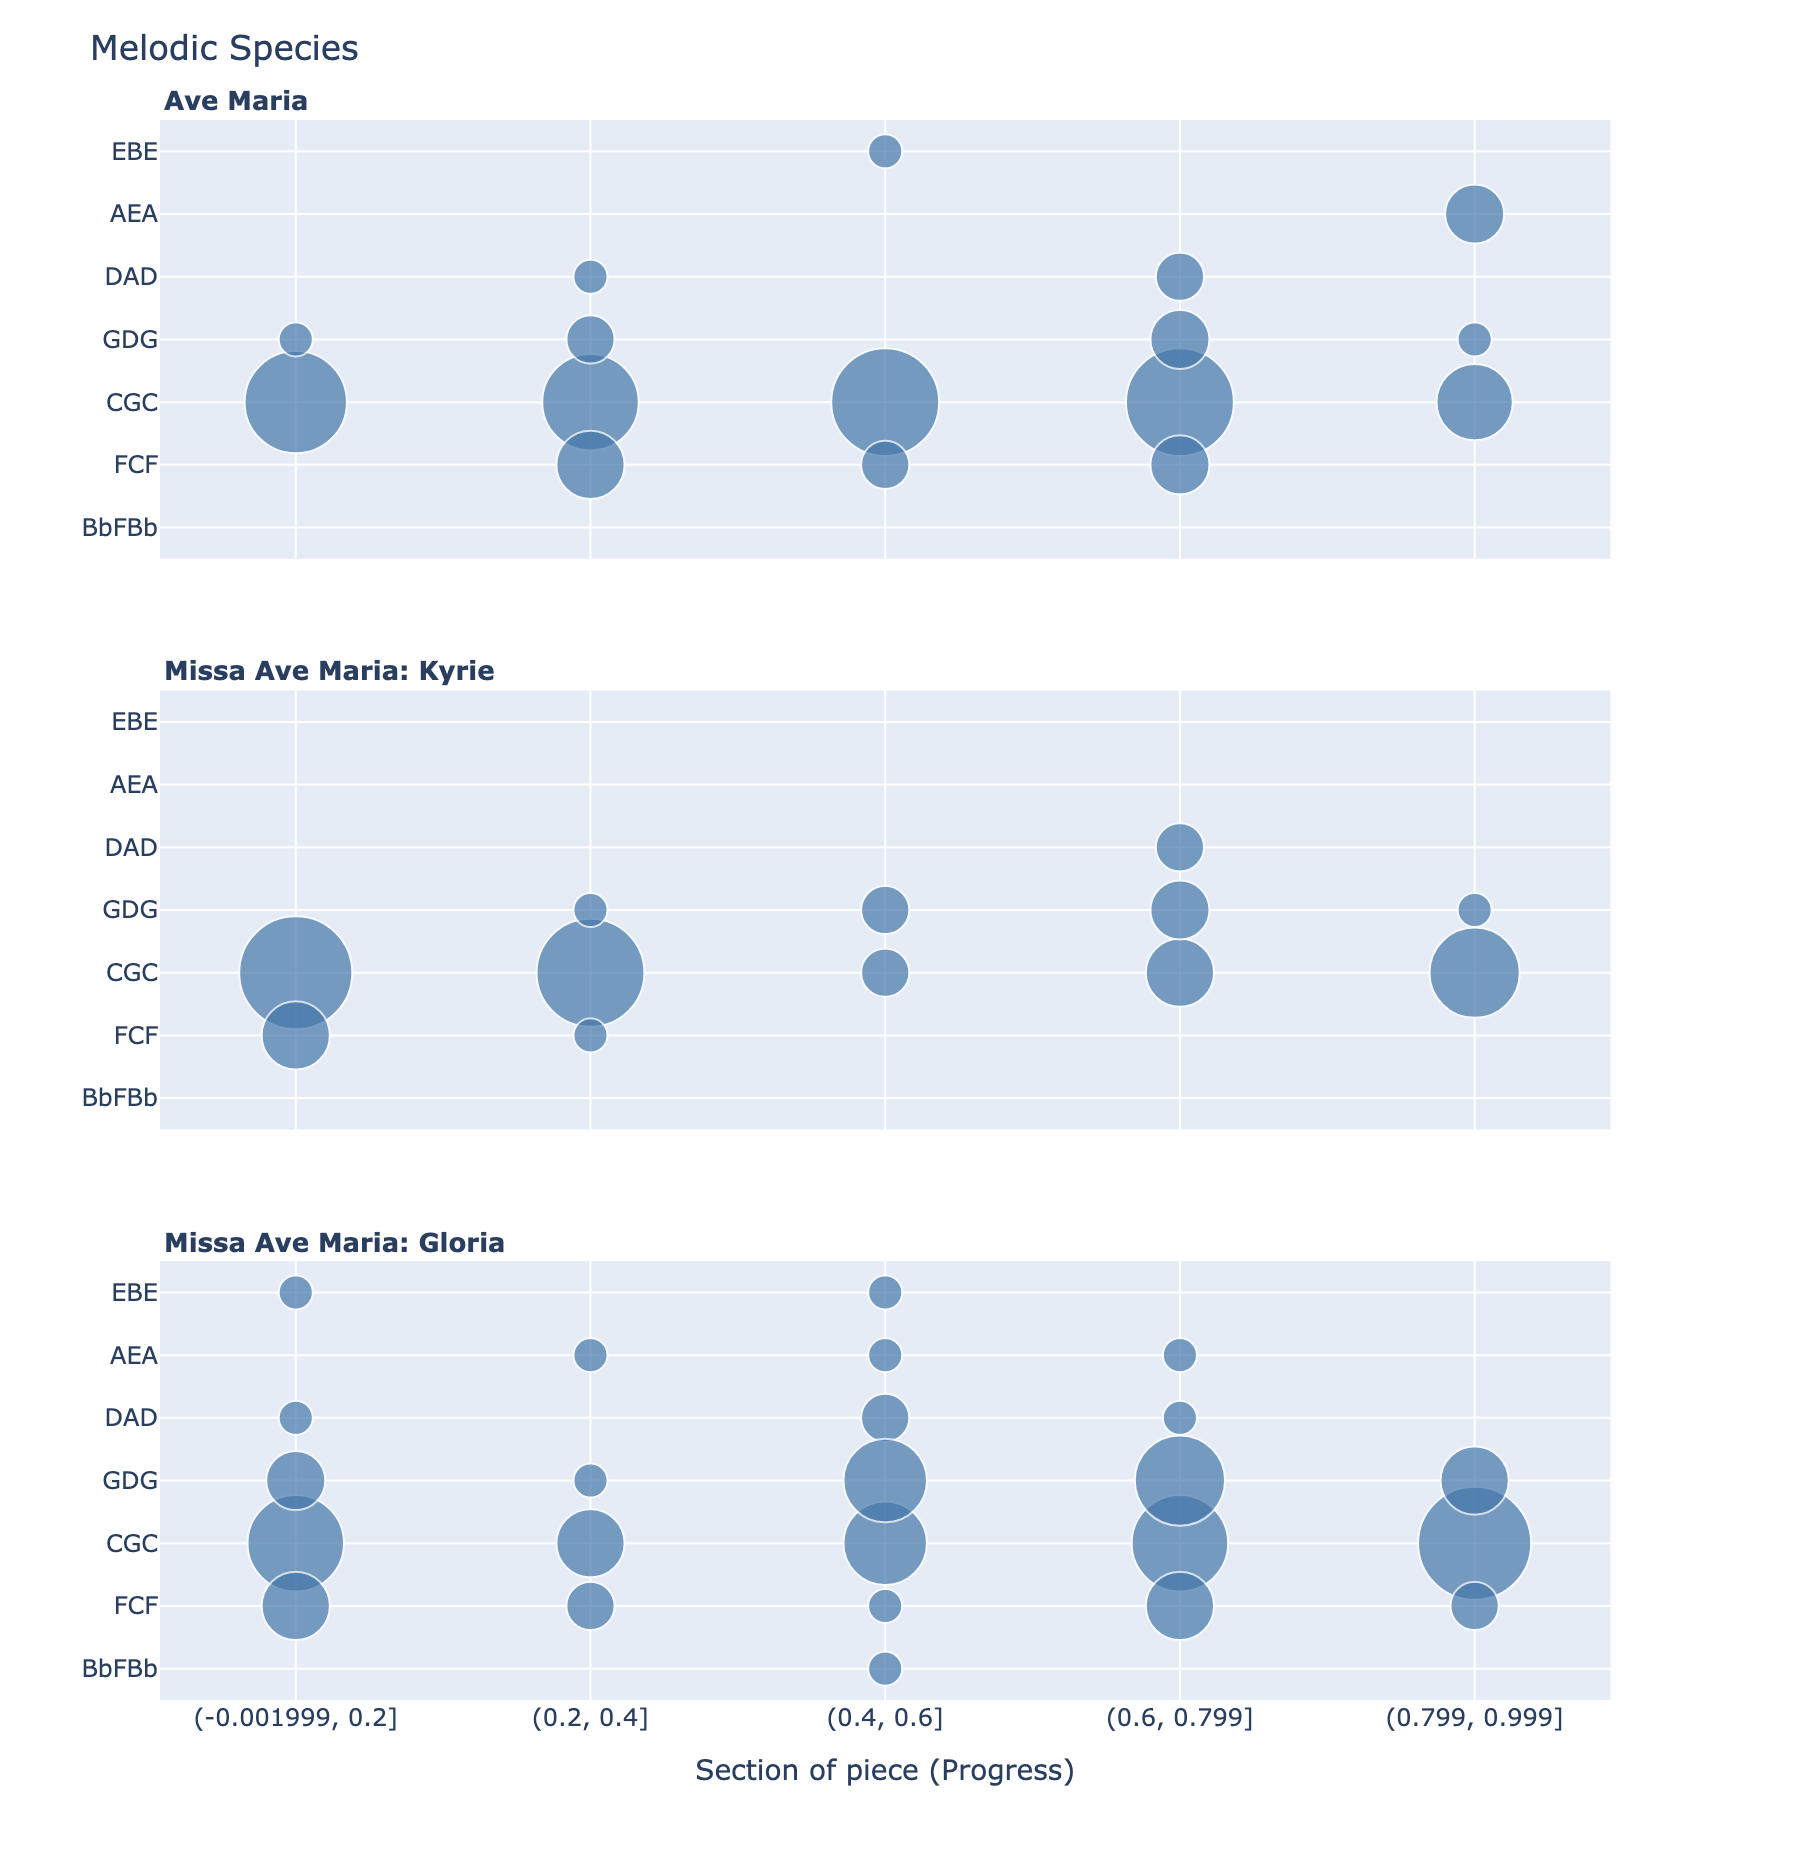 Melodic Species
Ave Maria
EBE
AEA
DAD
GDG
CGC
FCF
BbFBb
Missa Ave Maria: Kyrie
EBE
AEA
DAD
GDG
CGC
FCF
BbFBb
Missa Ave Maria: Gloria
EBE
AEA
DAD
GDG
CGC
FCF
BbFBb
(-0.001999, 0.2] (0.2, 0.4] (0.4, 0.6] (0.6, 0.799] (0.799, 0.999]
Section of piece (Progress)